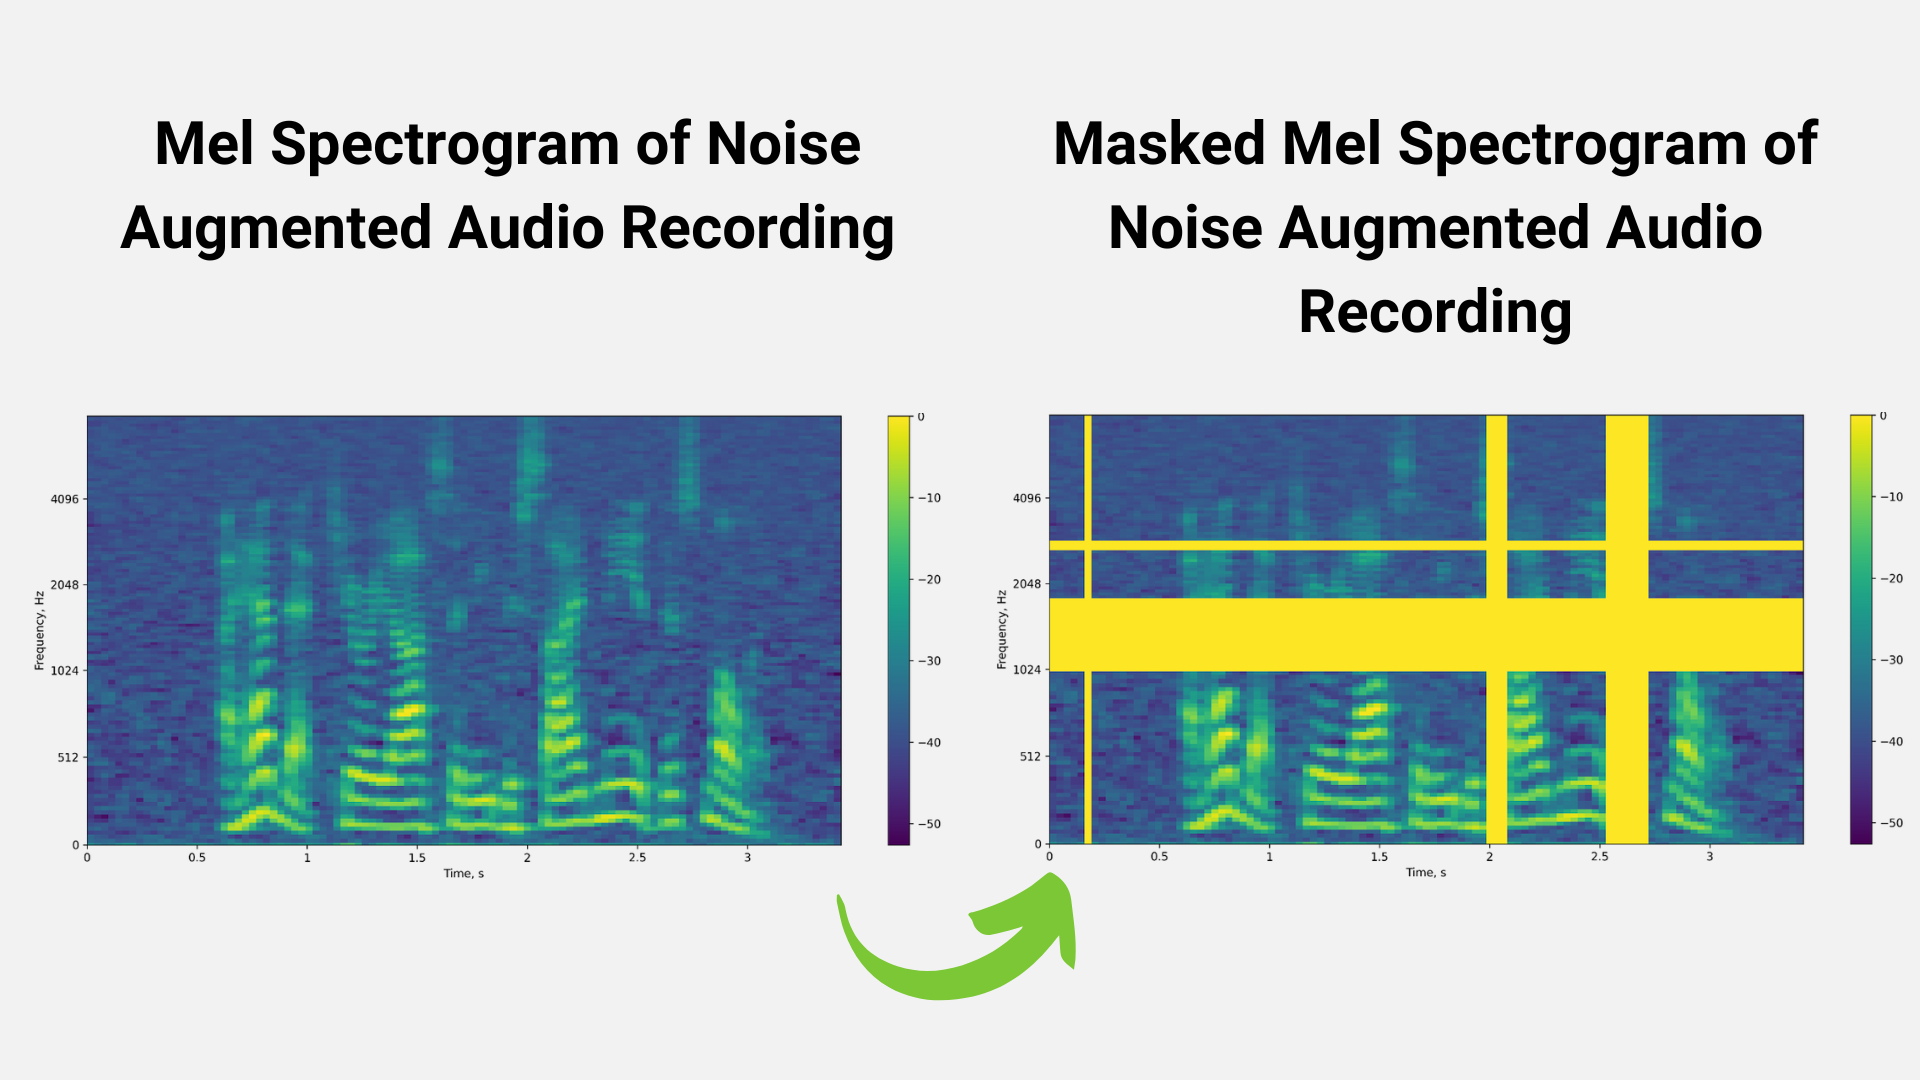 Mel Spectrogram of Noise
Augmented Audio Recording
Masked Mel Spectrogram of
Noise Augmented Audio
Recording
4096
2048
1024
512
0
Frequency, Hz
0 0.5 1 1.5 2 2.5 3
Time, s
0
−10
−20
−30
−40
−50
4096
2048
1024
512
0
Frequency, Hz
0 0.5 1 1.5 2 2.5 3
Time, s
0
−10
−20
−30
−40
−50